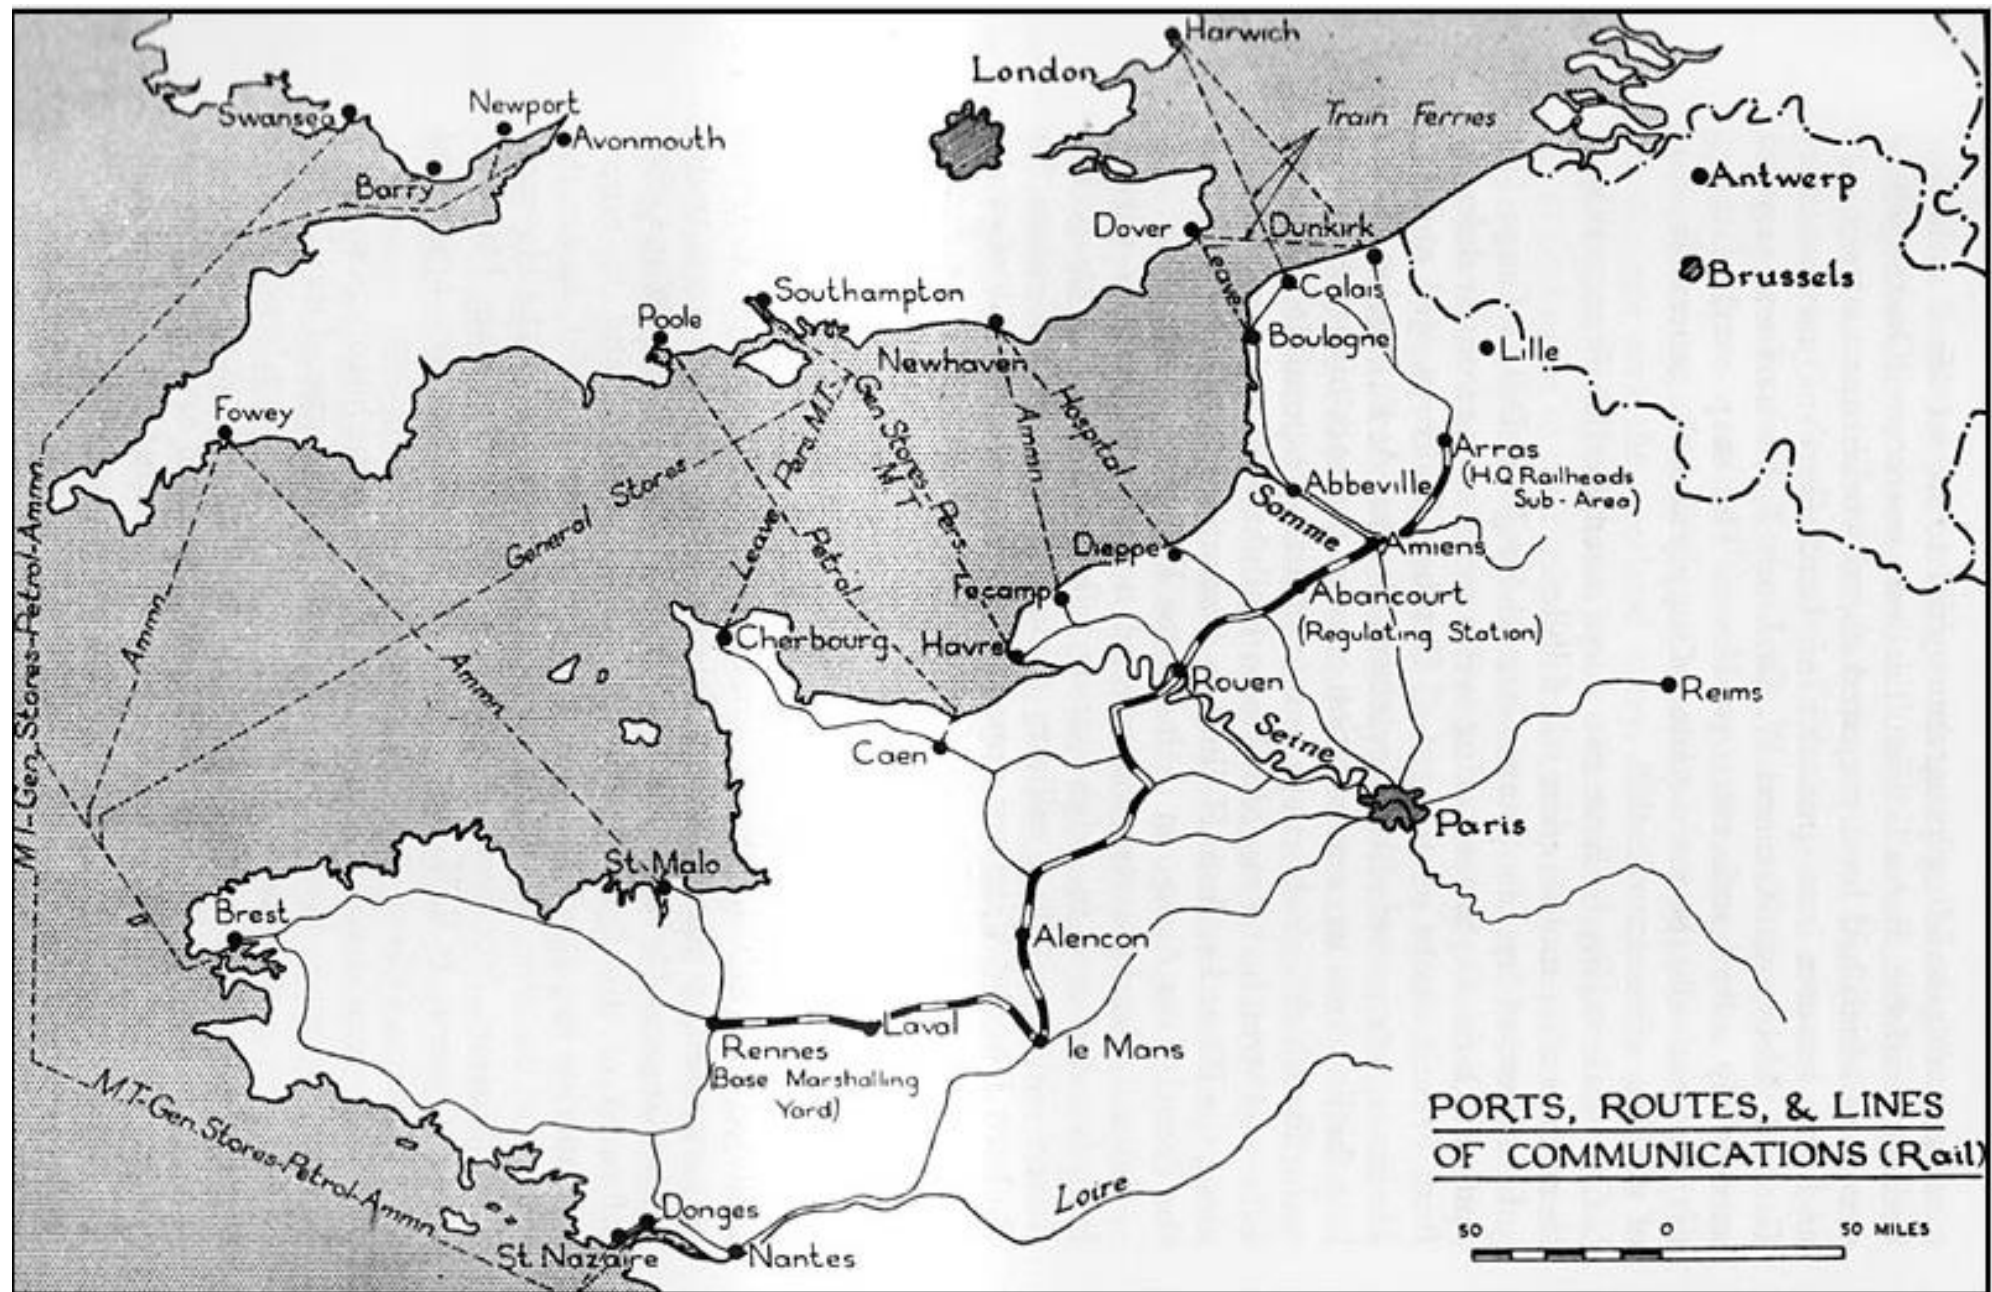 Harwich
London
Train Ferries
Newport
Swansea
Avonmouth
Barry
Antwerp
Dover
Dunkirk
Leave
Brussels
Calais
Southampton
Poole
Boulogne
Lille
Newhaven
Fowey
Pers. M.T.
Gen Stores-Pers.
M.T
Ammn
Hospital
Arras
(H.Q Railheads
Sub-Area)
Abbeville
General Stores
Somme
Leave
Petrol
Dieppe
Amiens
Fecamp
Abancourt
(Regulating Station)
M.T-Gen. Stores-Petrol-Ammn.
Ammn
Ammn
Cherbourg
Havre
Rouen
Reims
Caen
Seine
Paris
St. Malo
Brest
Alencon
Laval
Rennes
(Base Marshalling
Yard)
le Mans
M.T-Gen. Stores-Petrol-Ammn
Loire
Donges
St. Nazaire
Nantes
PORTS, ROUTES, & LINES
OF COMMUNICATIONS (Rail)
50 0 50 MILES